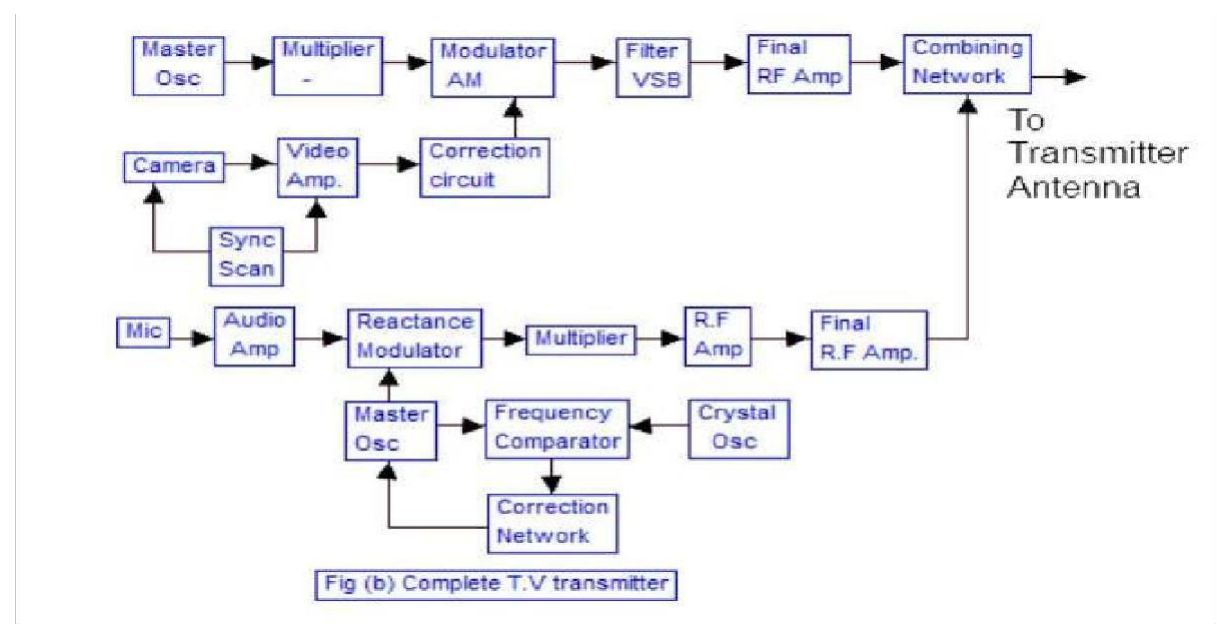 Master
Osc
Multiplier
-
Modulator
AM
Filter
VSB
Final
RF Amp
Combining
Network
To
Transmitter
Antenna
Camera
Video
Amp.
Correction
circuit
Sync
Scan
Mic
Audio
Amp
Reactance
Modulator
Multiplier
R.F
Amp
Final
R.F Amp.
Master
Osc
Frequency
Comparator
Crystal
Osc
Correction
Network
Fig (b) Complete T.V transmitter